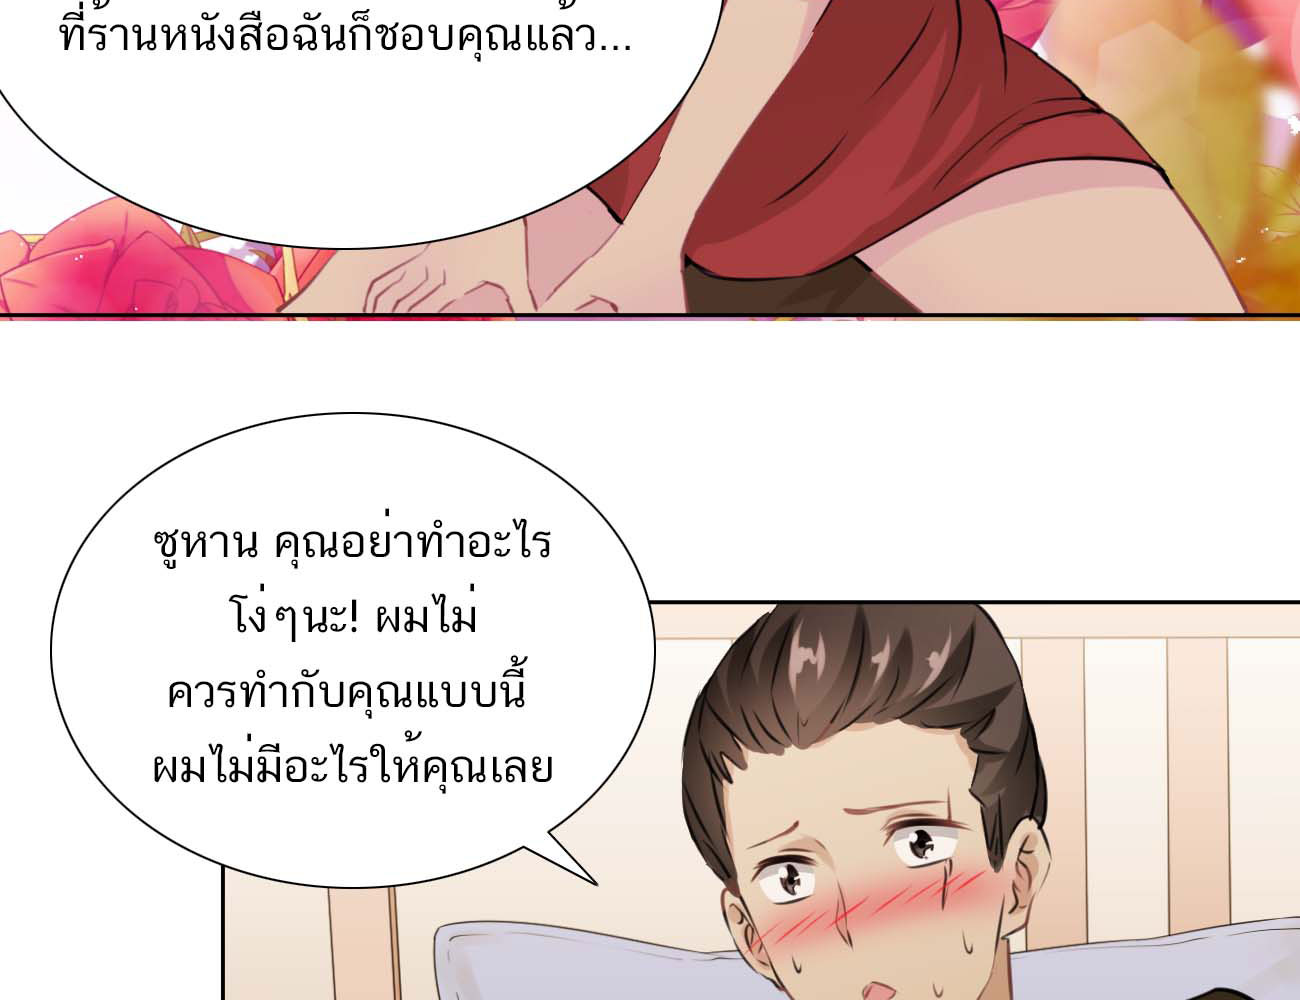 ที่ร้านหนังสือฉันก็ชอบคุณแล้ว...
ซูหาน คุณอย่าทำอะไร
โง่ๆนะ! ผมไม่
ควรทำกับคุณแบบนี้
ผมไม่มีอะไรให้คุณเลย